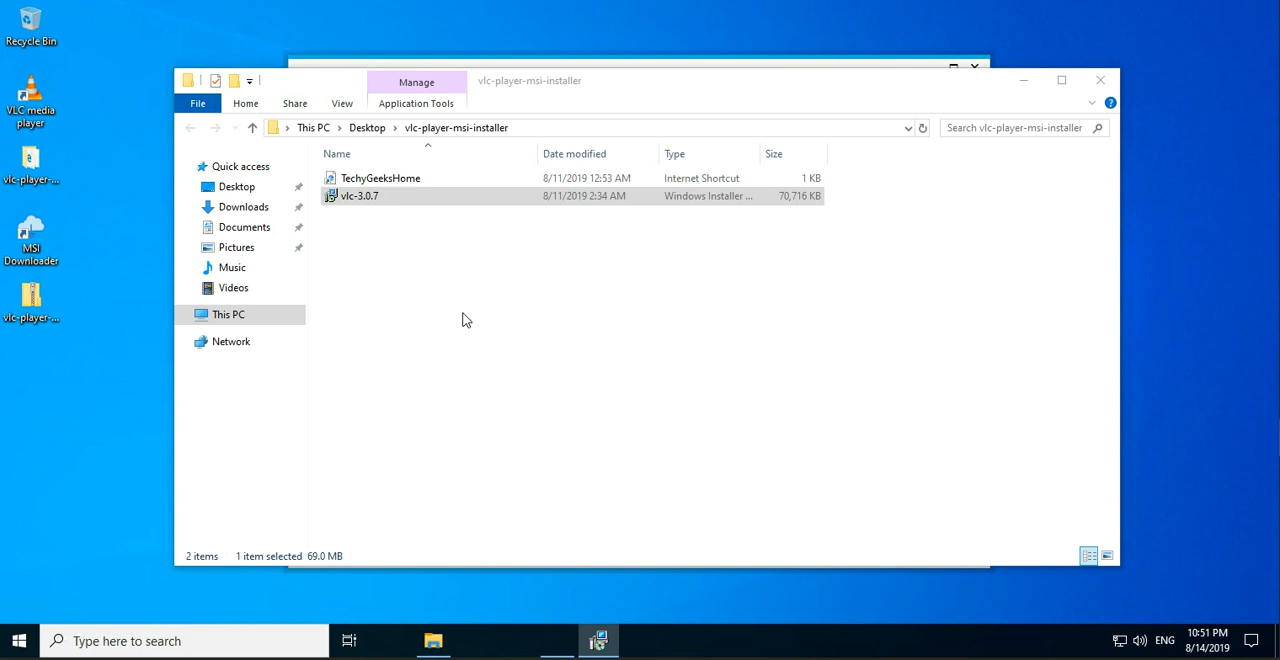 Recycle Bin
VLC media
player
vlc-player-...
MSI
Downloader
vlc-player-...
Manage
vlc-player-msi-installer
File
Home
Share
View
Application Tools
This PC
Desktop
vlc-player-msi-installer
Search vlc-player-msi-installer
Quick access
Desktop
Downloads
Documents
Pictures
Music
Videos
This PC
Network
Name
Date modified
Type
Size
TechyGeeksHome
8/11/2019 12:53 AM
Internet Shortcut
1 KB
vlc-3.0.7
8/11/2019 2:34 AM
Windows Installer ...
70,716 KB
2 items
1 item selected
69.0 MB
Type here to search
ENG
10:51 PM
8/14/2019